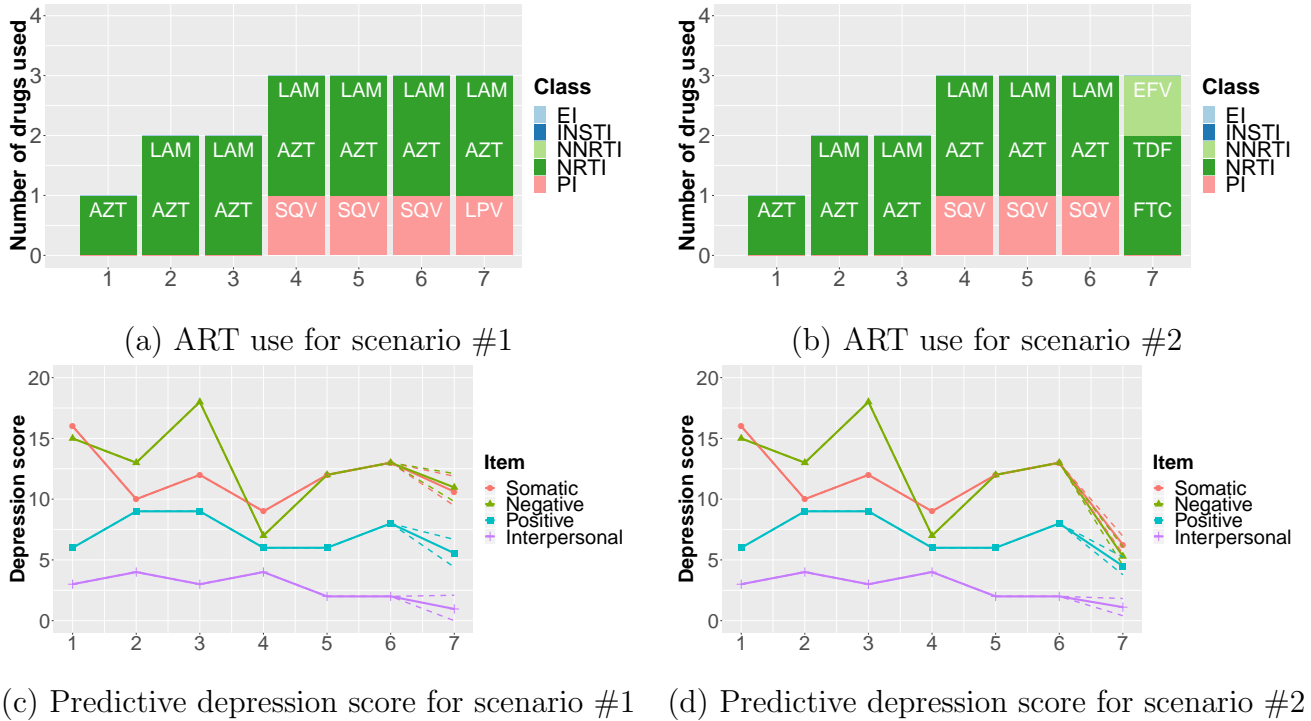 Number of drugs used
4
3
2
1
0
LAM LAM LAM LAM
LAM LAM AZT AZT AZT AZT
AZT AZT AZT SQV SQV SQV LPV
1 2 3 4 5 6 7
Class
EI
INSTI
NNRTI
NRTI
PI
(a) ART use for scenario #1
Number of drugs used
4
3
2
1
0
LAM LAM LAM EFV
LAM LAM AZT AZT AZT TDF
AZT AZT AZT SQV SQV SQV FTC
1 2 3 4 5 6 7
Class
EI
INSTI
NNRTI
NRTI
PI
(b) ART use for scenario #2
Depression score
20
15
10
5
0
1 2 3 4 5 6 7
Item
Somatic
Negative
Positive
Interpersonal
(c) Predictive depression score for scenario #1
Depression score
20
15
10
5
0
1 2 3 4 5 6 7
Item
Somatic
Negative
Positive
Interpersonal
(d) Predictive depression score for scenario #2